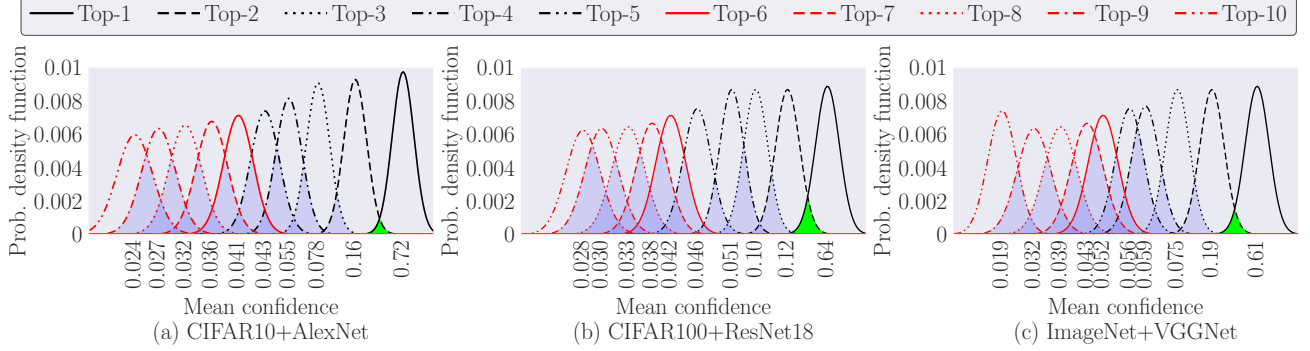 Top-1 Top-2 Top-3 Top-4 Top-5 Top-6 Top-7 Top-8 Top-9 Top-10
Prob. density function
0.01
0.008
0.006
0.004
0.002
0
0.024 0.027 0.032 0.036 0.041 0.043 0.055 0.078 0.16 0.72
Mean confidence
(a) CIFAR10+AlexNet
Prob. density function
0.01
0.008
0.006
0.004
0.002
0
0.028 0.030 0.033 0.038 0.042 0.046 0.051 0.10 0.12 0.64
Mean confidence
(b) CIFAR100+ResNet18
Prob. density function
0.01
0.008
0.006
0.004
0.002
0
0.019 0.032 0.039 0.043 0.052 0.056 0.059 0.075 0.19 0.61
Mean confidence
(c) ImageNet+VGGNet